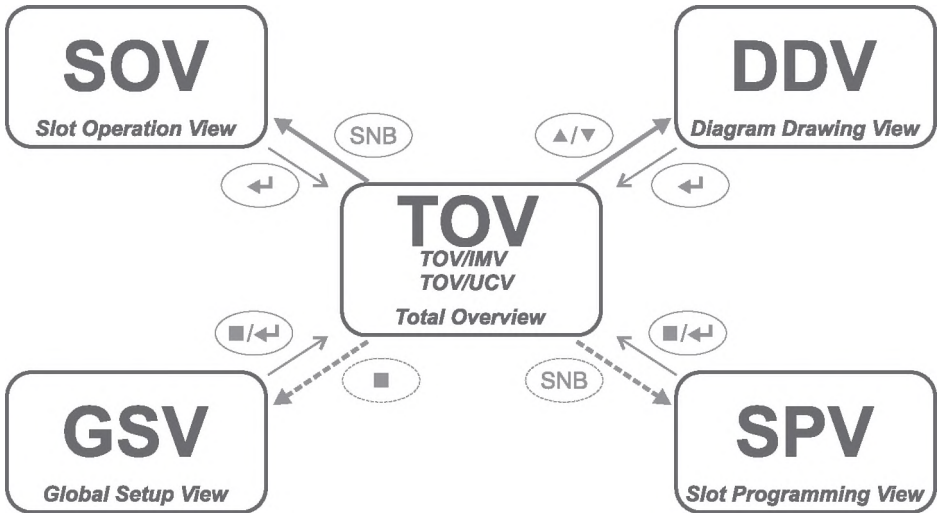 SOV
Slot Operation View
DDV
Diagram Drawing View
SNB
▲/▼
↵
↵
TOV
TOV/IMV
TOV/UCV
Total Overview
■/↵
■/↵
■
SNB
GSV
Global Setup View
SPV
Slot Programming View